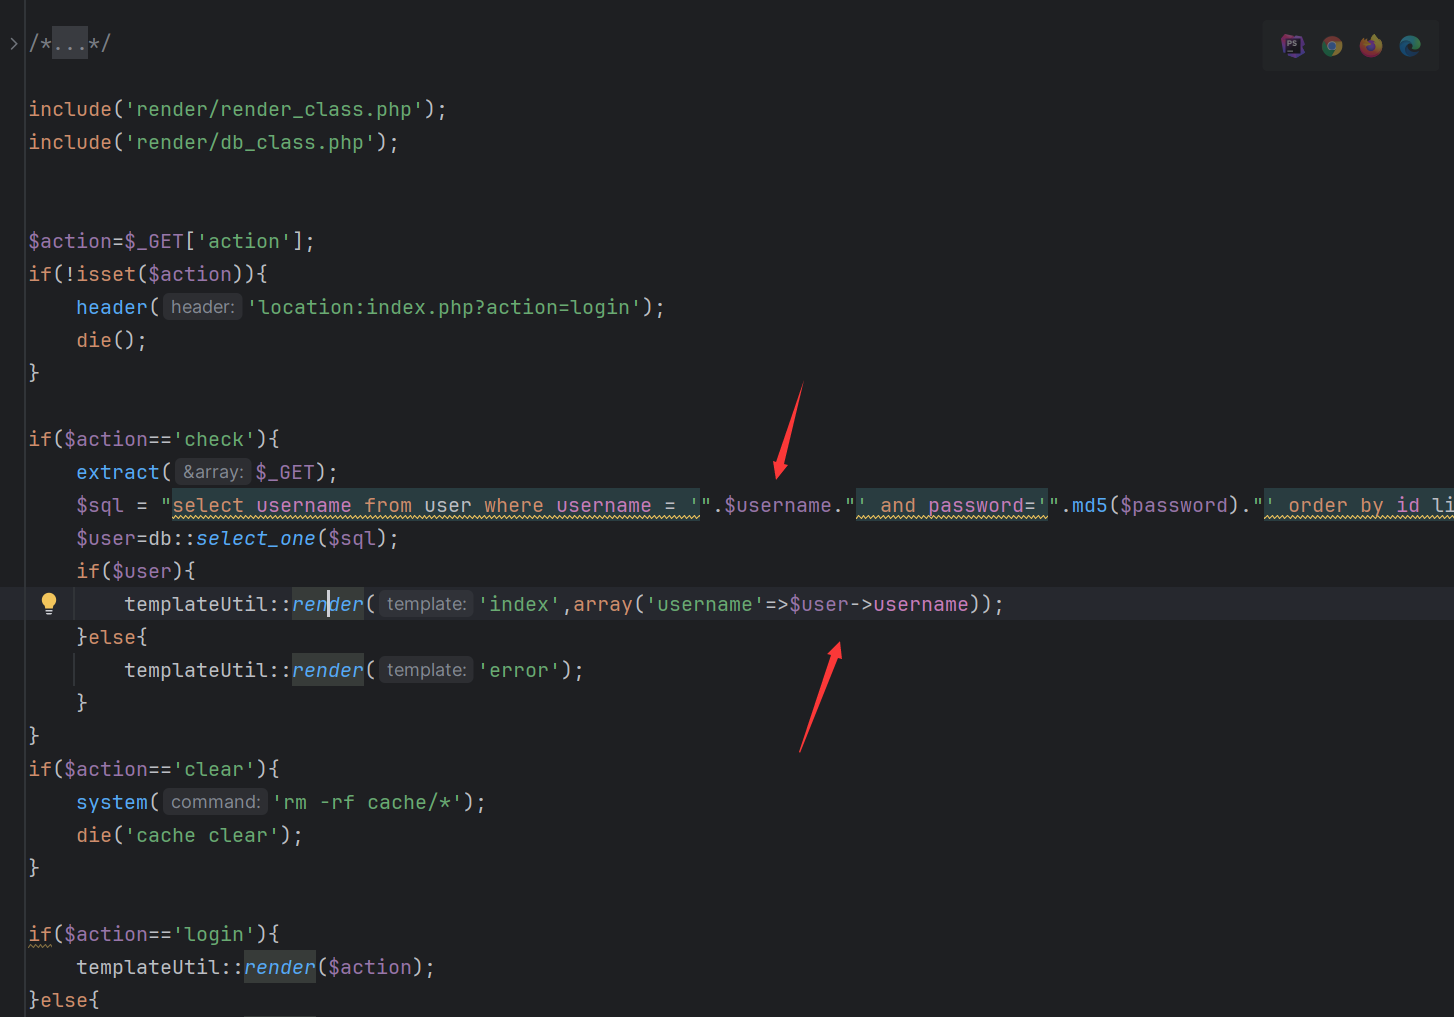 /*...*/
include('render/render_class.php');
include('render/db_class.php');
$action=$_GET['action'];
if(!isset($action)){
header( header: 'location:index.php?action=login');
die();
}
if($action=='check'){
extract( &array: $_GET);
$sql = "select username from user where username = '".$username."' and password='".md5($password)."' order by id li
$user=db::select_one($sql);
if($user){
templateUtil::render( template: 'index',array('username'=>$user->username));
}else{
templateUtil::render( template: 'error');
}
}
if($action=='clear'){
system( command: 'rm -rf cache/*');
die('cache clear');
}
if($action=='login'){
templateUtil::render($action);
}else{